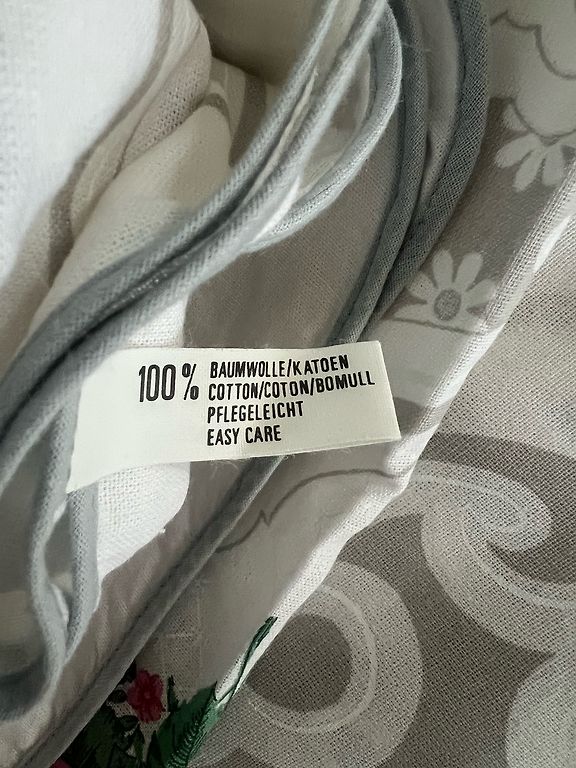 100% BAUMWOLLE/KATOEN
COTTON/COTON/BOMULL
PFLEGELEICHT
EASY CARE